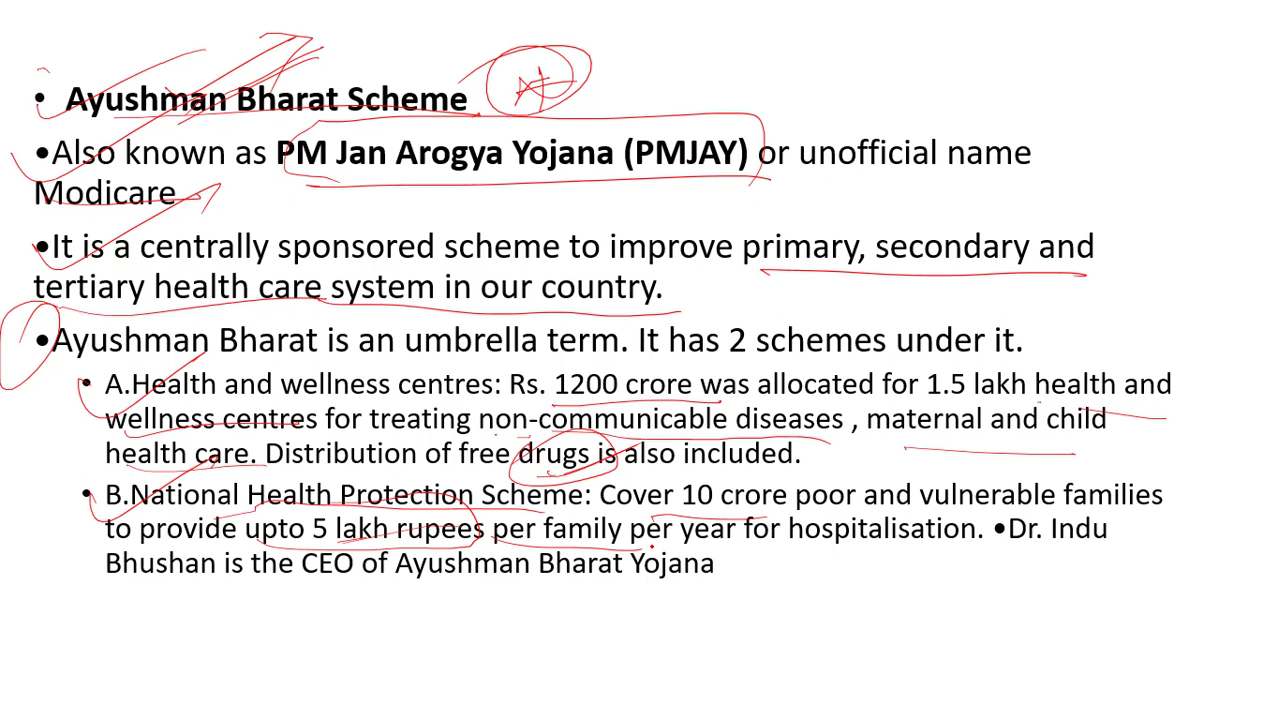 • Ayushman Bharat Scheme
•Also known as PM Jan Arogya Yojana (PMJAY) or unofficial name
Modicare
•It is a centrally sponsored scheme to improve primary, secondary and
tertiary health care system in our country.
•Ayushman Bharat is an umbrella term. It has 2 schemes under it.
• A.Health and wellness centres: Rs. 1200 crore was allocated for 1.5 lakh health and
wellness centres for treating non-communicable diseases , maternal and child
health care. Distribution of free drugs is also included.
• B.National Health Protection Scheme: Cover 10 crore poor and vulnerable families
to provide upto 5 lakh rupees per family per year for hospitalisation. •Dr. Indu
Bhushan is the CEO of Ayushman Bharat Yojana